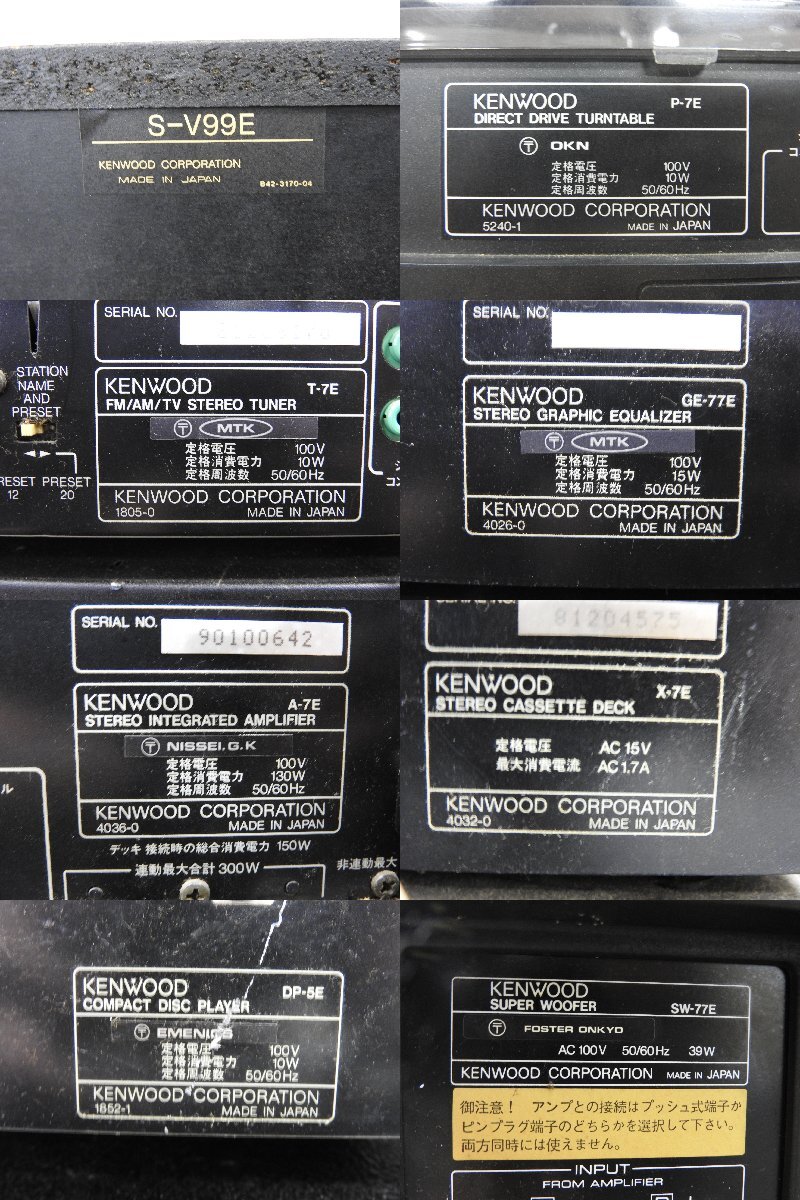 S-V99E
KENWOOD CORPORATION
MADE IN JAPAN B42-3170-04
KENWOOD P-7E
DIRECT DRIVE TURNTABLE
OKN
定格電圧 100V
定格消費電力 10W
定格周波数 50/60Hz
KENWOOD CORPORATION
5240-1 MADE IN JAPAN
コ
SERIAL NO.
STATION
NAME
AND
PRESET
PRESET PRESET
12 20
KENWOOD T-7E
FM/AM/TV STEREO TUNER
MTK
定格電圧 100V
定格消費電力 10W
定格周波数 50/60Hz
KENWOOD CORPORATION
1805-0 MADE IN JAPAN
コン
SERIAL NO.
KENWOOD GE-77E
STEREO GRAPHIC EQUALIZER
MTK
定格電圧 100V
定格消費電力 15W
定格周波数 50/60Hz
KENWOOD CORPORATION
4026-0 MADE IN JAPAN
SERIAL NO. 90100642
KENWOOD A-7E
STEREO INTEGRATED AMPLIFIER
NISSEI.G.K
定格電圧 100V
定格消費電力 130W
定格周波数 50/60Hz
KENWOOD CORPORATION
4036-0 MADE IN JAPAN
ル
デッキ接続時の総合消費電力 150W
連動最大合計300W 非連動最大
SERIAL NO. 81204575
KENWOOD X-7E
STEREO CASSETTE DECK
定格電圧 AC 15V
最大消費電流 AC 1.7A
KENWOOD CORPORATION
4032-0 MADE IN JAPAN
KENWOOD DP-5E
COMPACT DISC PLAYER
EMENICS
定格電圧 100V
定格消費電力 10W
定格周波数 50/60Hz
KENWOOD CORPORATION
1852-1 MADE IN JAPAN
KENWOOD SW-77E
SUPER WOOFER
FOSTER ONKYO
AC 100V 50/60Hz 39W
KENWOOD CORPORATION MADE IN JAPAN
御注意! アンプとの接続はプッシュ式端子か
ピンプラグ端子のどちらかを選択して下さい。
両方同時には使えません。
INPUT
FROM AMPLIFIER